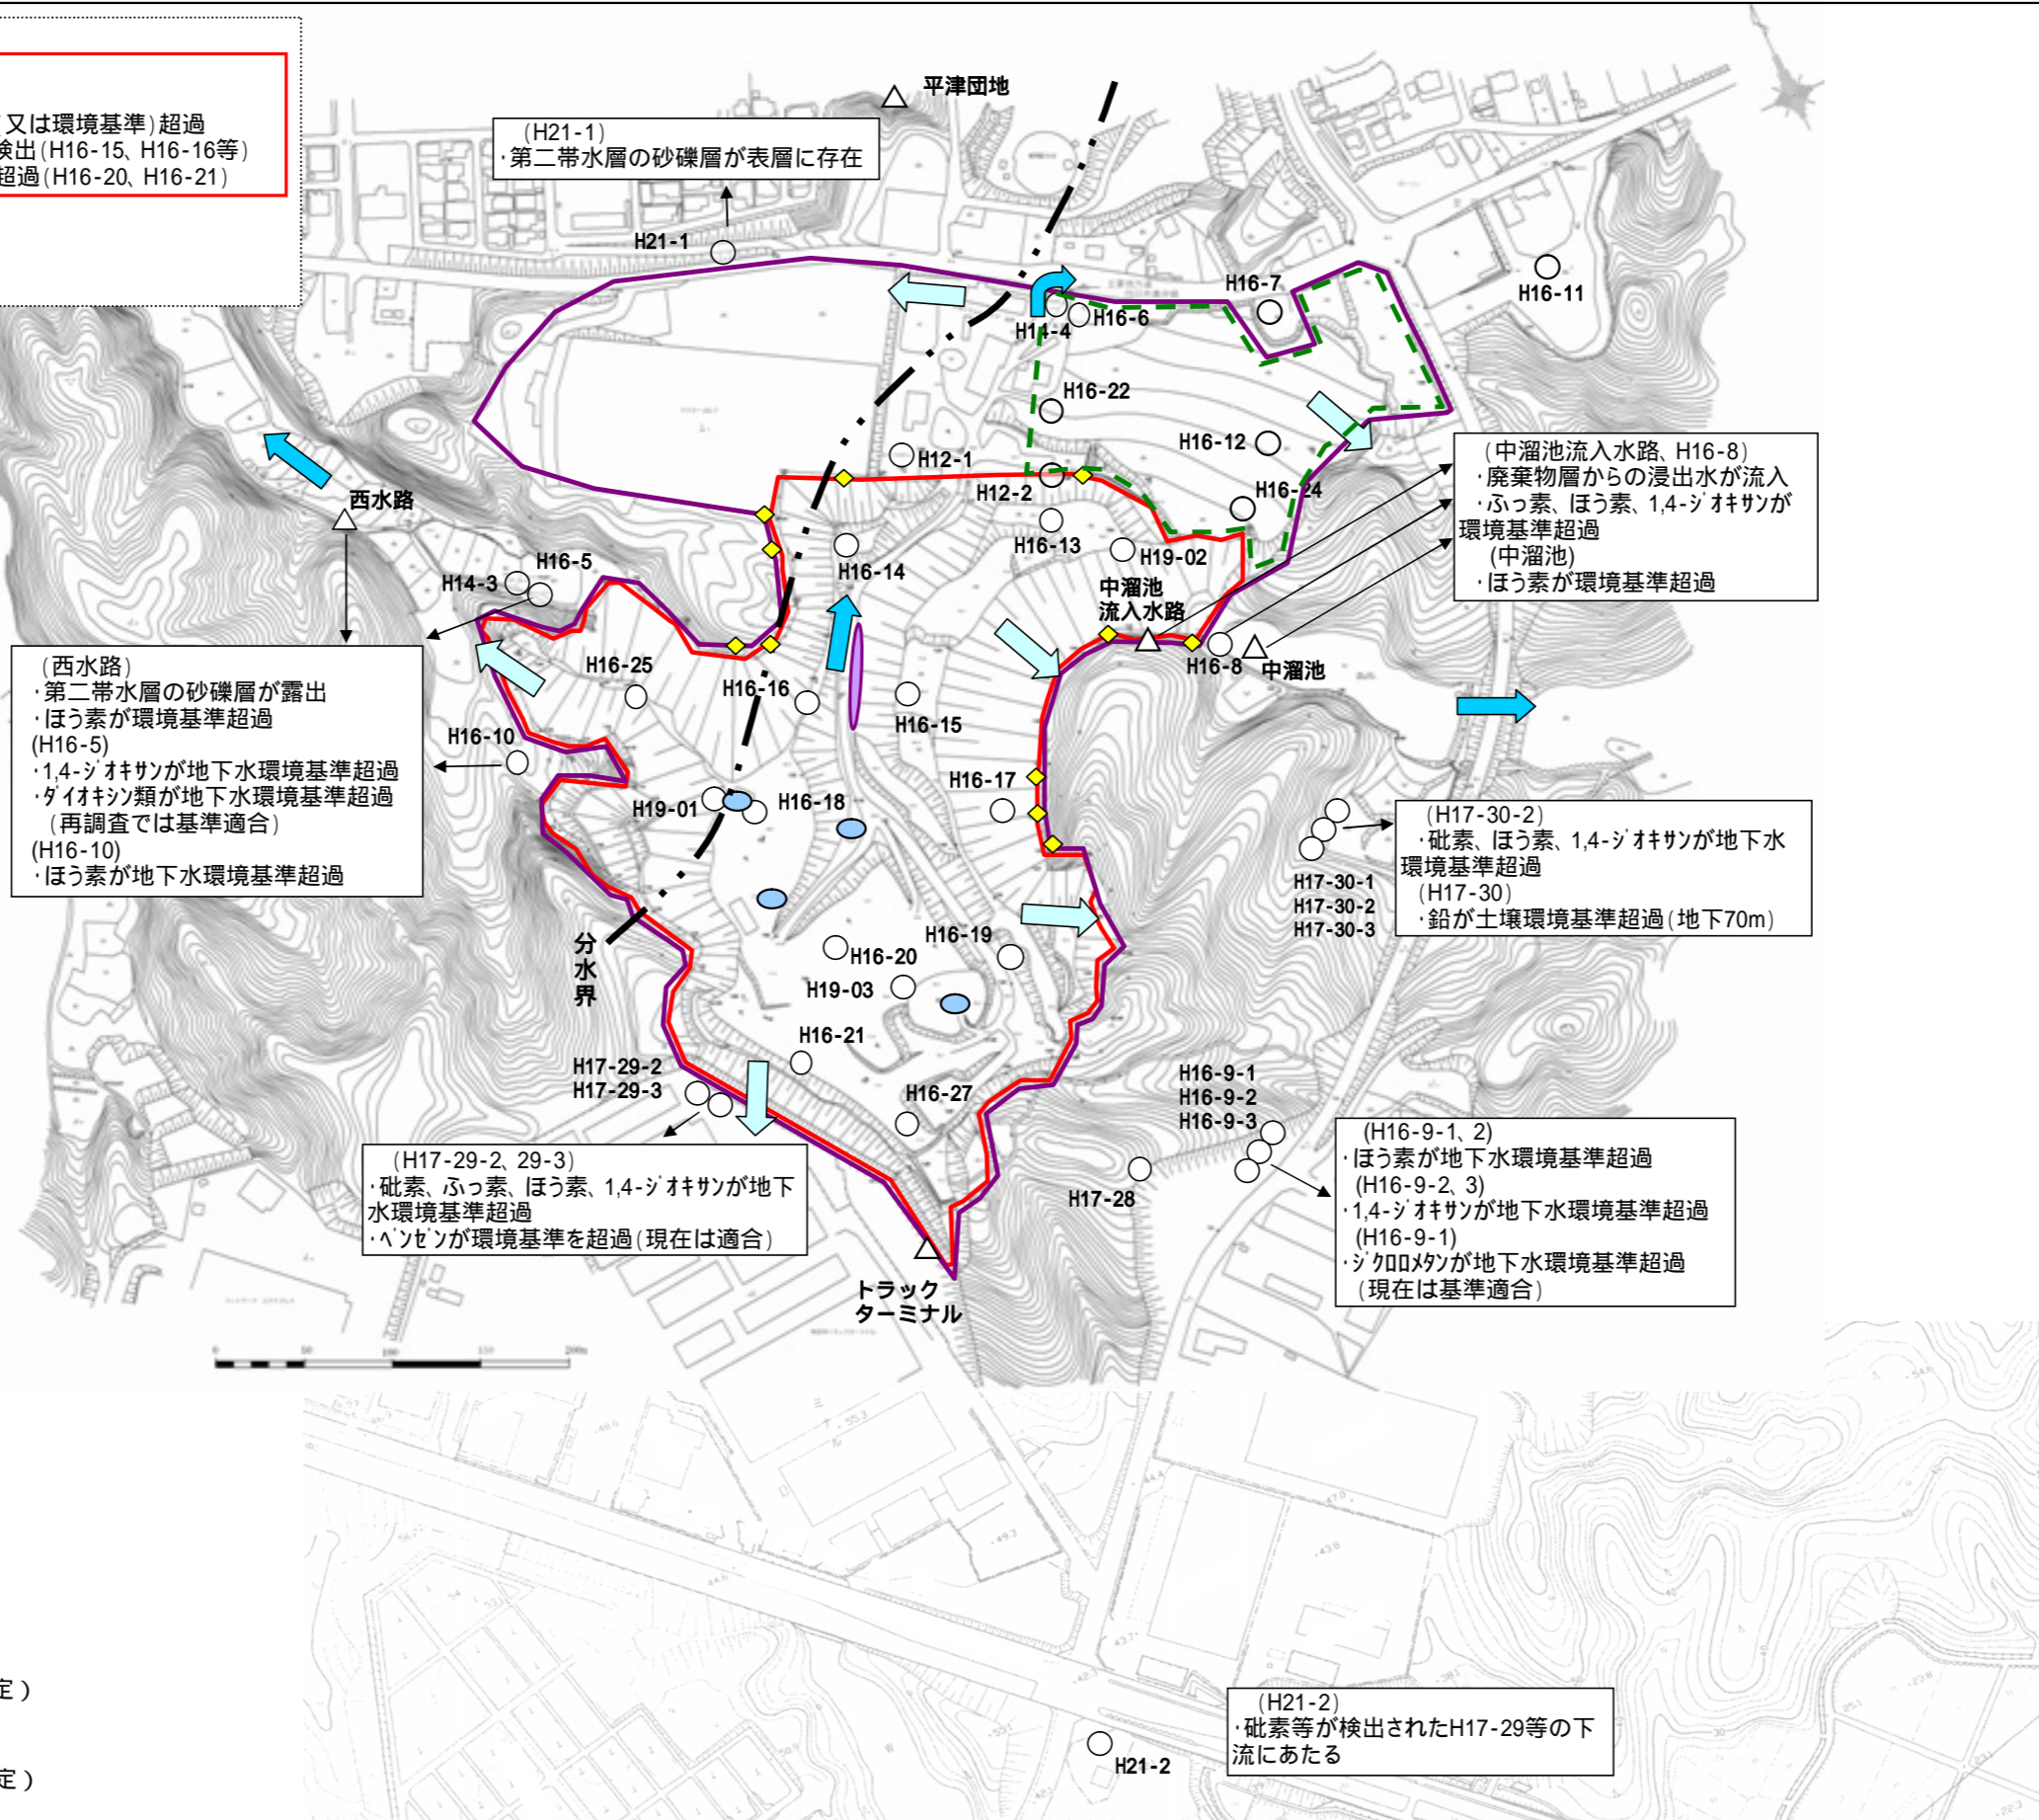 (又は環境基準)超過
検出(H16-15、H16-16等)
超過(H16-20、H16-21)
平津団地
(H21-1)
・第二帯水層の砂礫層が表層に存在
H21-1
H14-4
H16-6
H16-7
H16-11
H16-22
H16-12
H12-1
H12-2
H16-24
H16-13
H19-02
H16-14
西水路
H14-3
H16-5
中溜池
流入水路
H16-8
中溜池
(中溜池流入水路、H16-8)
・廃棄物層からの浸出水が流入
・ふっ素、ほう素、1,4-ジオキサンが
環境基準超過
(中溜池)
・ほう素が環境基準超過
(西水路)
・第二帯水層の砂礫層が露出
・ほう素が環境基準超過
(H16-5)
・1,4-ジオキサンが地下水環境基準超過
・ダイオキシン類が地下水環境基準超過
(再調査では基準適合)
(H16-10)
・ほう素が地下水環境基準超過
H16-25
H16-16
H16-15
H16-10
H16-17
H19-01
H16-18
(H17-30-2)
・砒素、ほう素、1,4-ジオキサンが地下水
環境基準超過
(H17-30)
・鉛が土壌環境基準超過(地下70m)
H17-30-1
H17-30-2
H17-30-3
分
水
界
H16-20
H16-19
H19-03
H16-21
H17-29-2
H17-29-3
H16-27
H16-9-1
H16-9-2
H16-9-3
H17-28
(H17-29-2、29-3)
・砒素、ふっ素、ほう素、1,4-ジオキサンが地下
水環境基準超過
・ベンゼンが環境基準を超過(現在は適合)
(H16-9-1、2)
・ほう素が地下水環境基準超過
(H16-9-2、3)
・1,4-ジオキサンが地下水環境基準超過
(H16-9-1)
・ジクロロメタンが地下水環境基準超過
(現在は基準適合)
トラック
ターミナル
0 50 100 150 200m
定)
定)
(H21-2)
・砒素等が検出されたH17-29等の下
流にあたる
H21-2